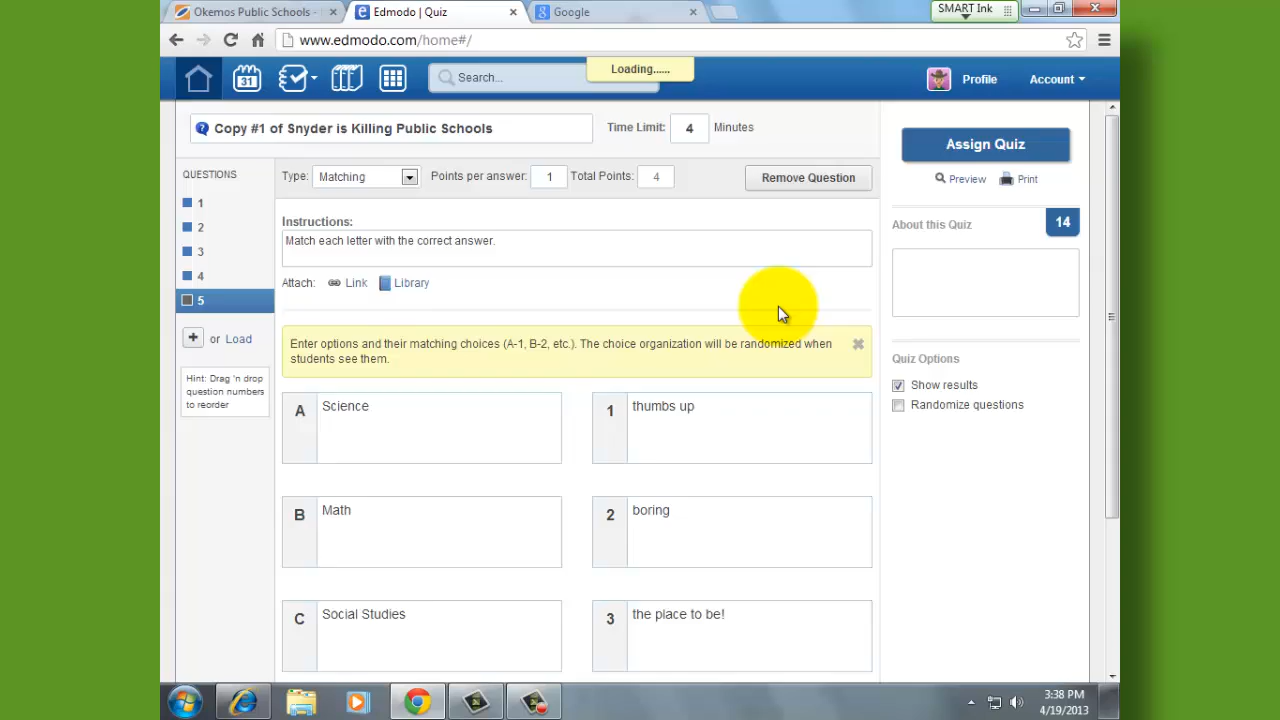 Okemos Public Schools -
Edmodo | Quiz
Google
SMART Ink
www.edmodo.com/home#/
31
Search...
Loading......
Profile
Account
Copy #1 of Snyder is Killing Public Schools
Time Limit: 4 Minutes
Assign Quiz
Preview
Print
QUESTIONS
1
2
3
4
5
or Load
Hint: Drag 'n drop
question numbers
to reorder
Type: Matching
Points per answer: 1
Total Points: 4
Remove Question
Instructions:
Match each letter with the correct answer.
Attach: Link Library
Enter options and their matching choices (A-1, B-2, etc.). The choice organization will be randomized when
students see them.
A Science
1 thumbs up
B Math
2 boring
C Social Studies
3 the place to be!
About this Quiz
14
Quiz Options
Show results
Randomize questions
3:38 PM
4/19/2013